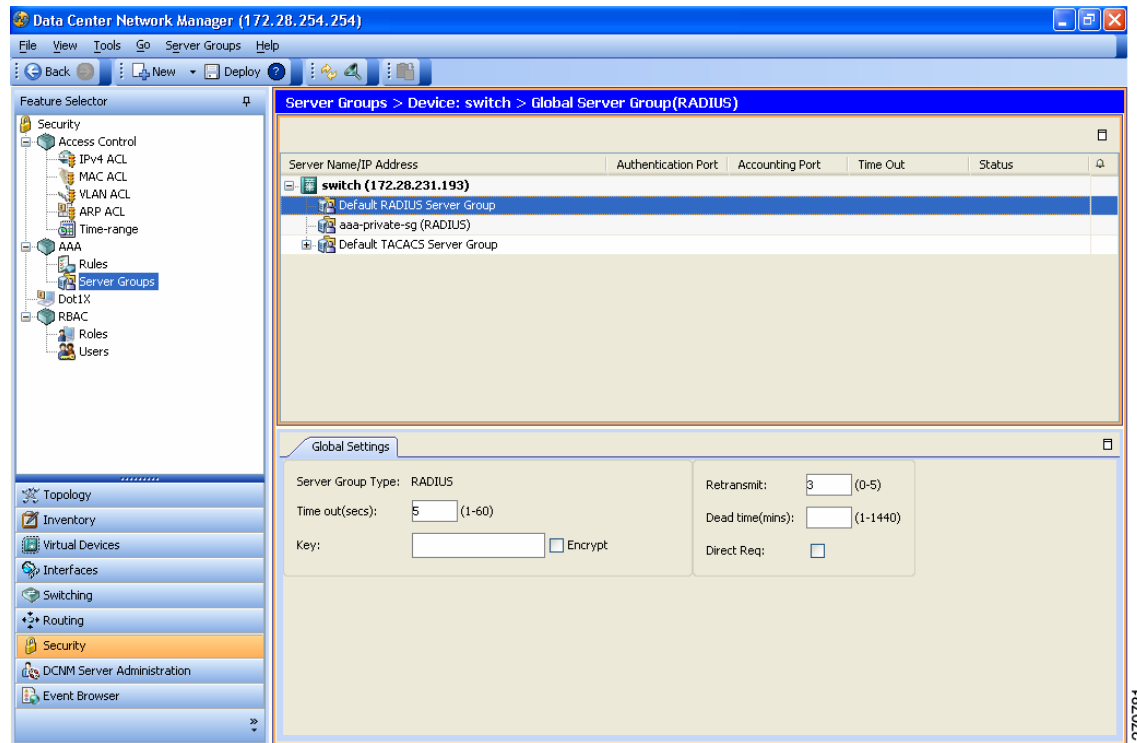 Data Center Network Manager (172.28.254.254)
File View Tools Go Server Groups Help
Back New Deploy
Feature Selector
Security
Access Control
IPv4 ACL
MAC ACL
VLAN ACL
ARP ACL
Time-range
AAA
Rules
Server Groups
Dot1X
RBAC
Roles
Users
Topology
Inventory
Virtual Devices
Interfaces
Switching
Routing
Security
DCNM Server Administration
Event Browser
Server Groups > Device: switch > Global Server Group(RADIUS)
Server Name/IP Address Authentication Port Accounting Port Time Out Status
switch (172.28.231.193)
Default RADIUS Server Group
aaa-private-sg (RADIUS)
Default TACACS Server Group
Global Settings
Server Group Type: RADIUS
Time out(secs): 5 (1-60)
Key: Encrypt
Retransmit: 3 (0-5)
Dead time(mins): (1-1440)
Direct Req: